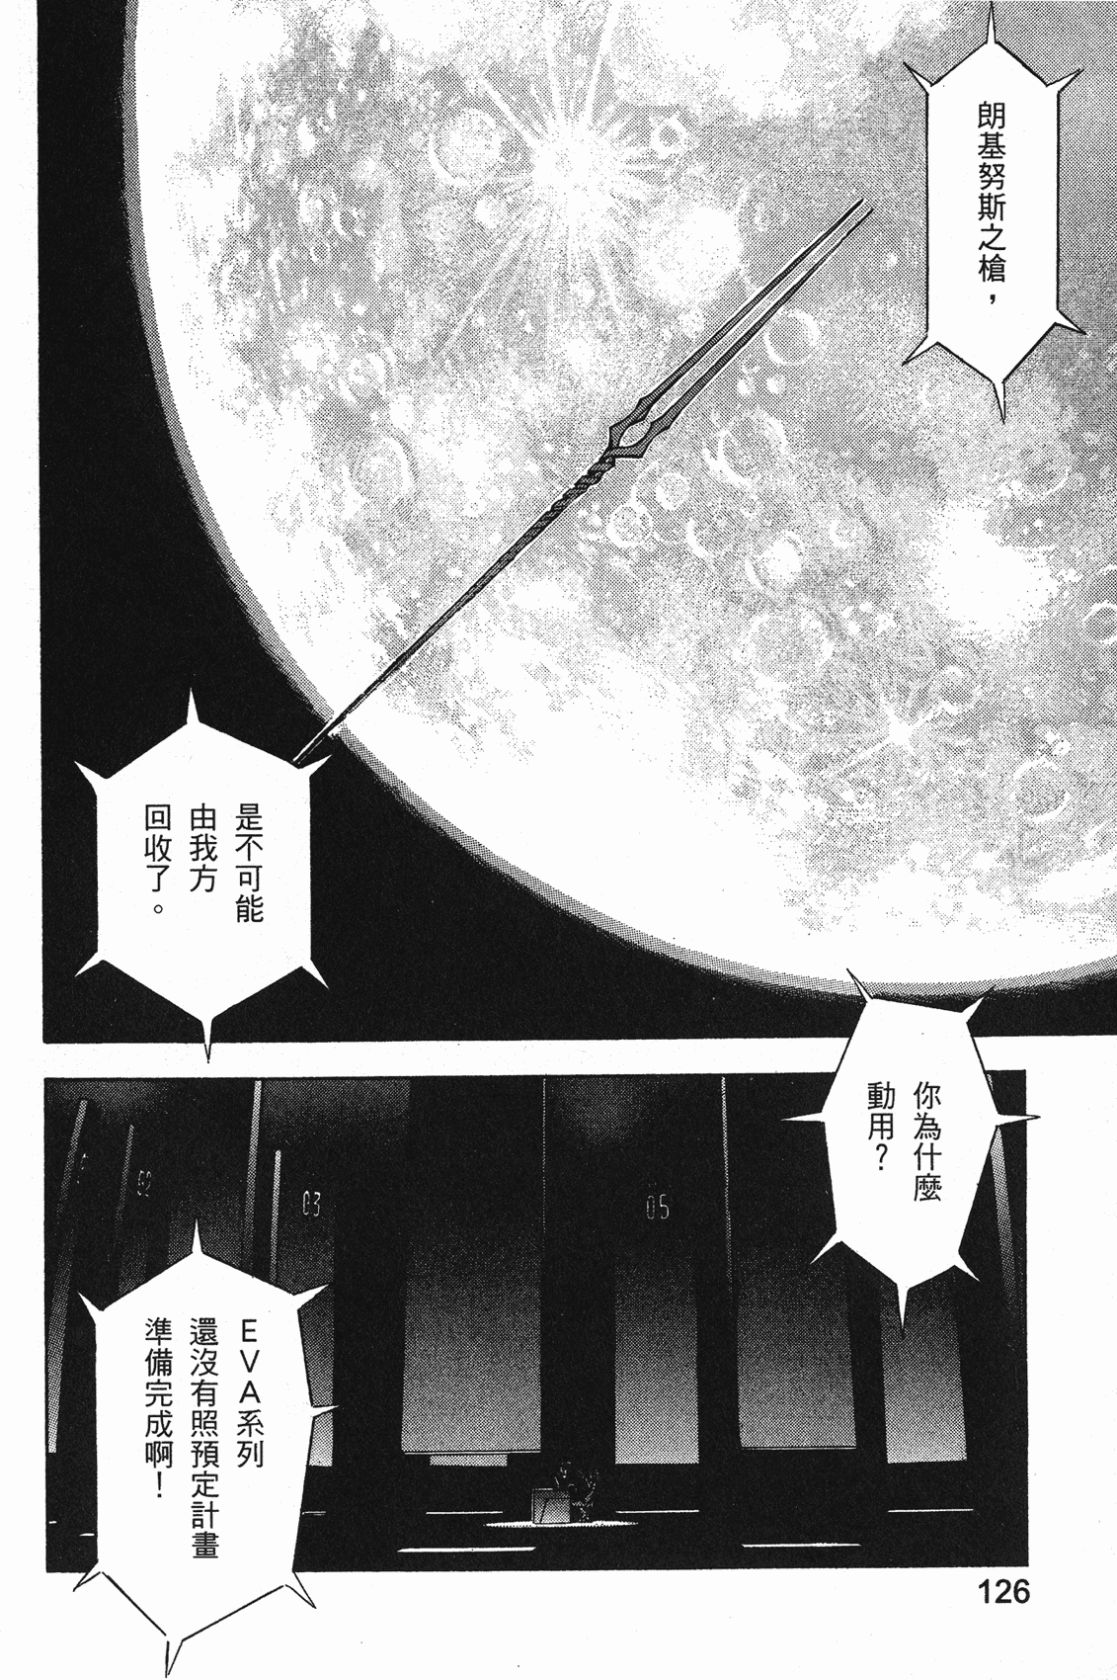 朗基努斯之槍，
是不可能
由我方
回收了。
你為什麼
動用？
02
03
05
EVA系列
還沒有照預定計畫
準備完成啊！
126